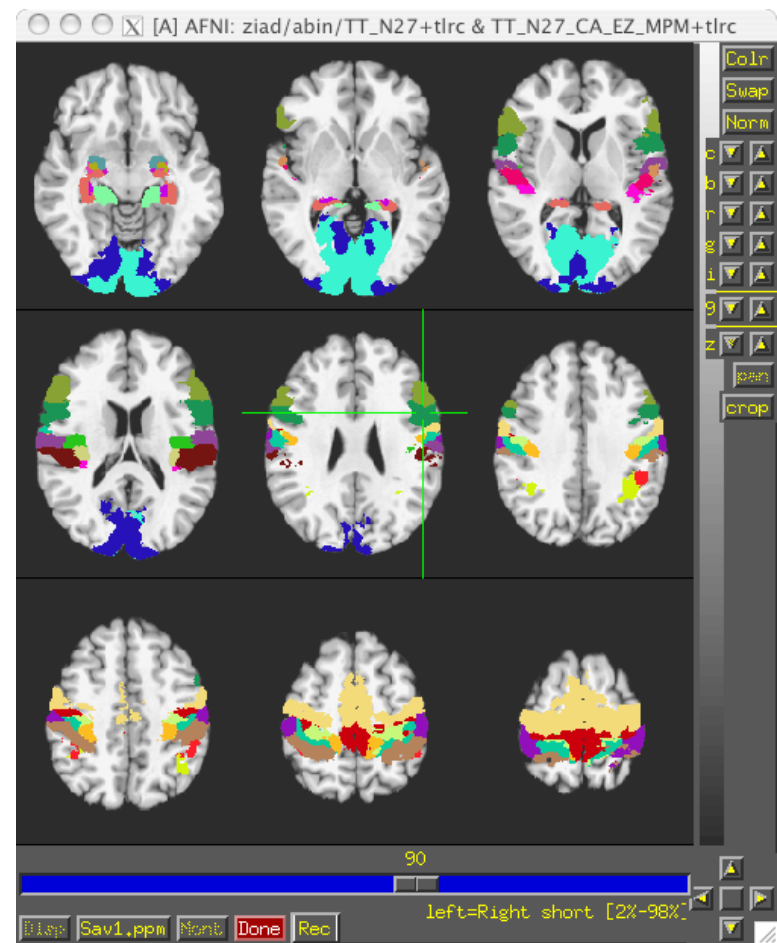 X [A] AFNI: ziad/abin/TT_N27+tlrc & TT_N27_CA_EZ_MPM+tlrc
Colr
Swap
Norm
c
b
r
g
i
9
z
pan
crop
90
left=Right short [2%-98%]
Disp Sav1.ppm Mont Done Rec